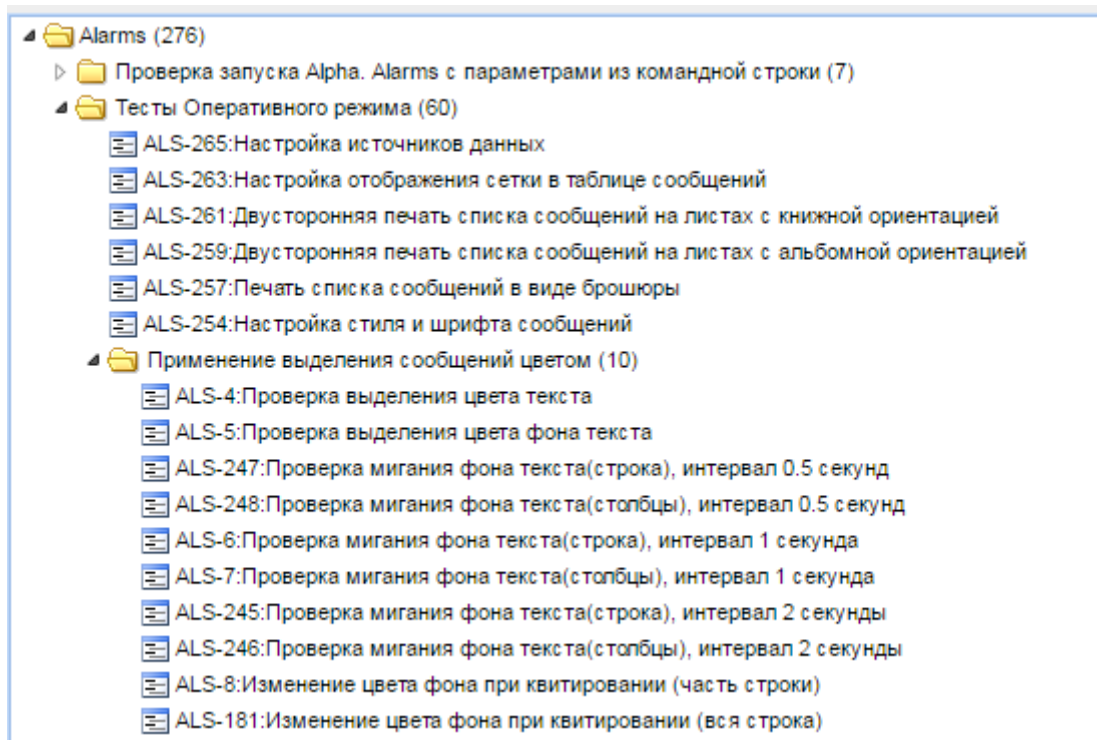 Alarms (276)
Проверка запуска Alpha. Alarms с параметрами из командной строки (7)
Тесты Оперативного режима (60)
ALS-265:Настройка источников данных
ALS-263:Настройка отображения сетки в таблице сообщений
ALS-261:Двусторонняя печать списка сообщений на листах с книжной ориентацией
ALS-259:Двусторонняя печать списка сообщений на листах с альбомной ориентацией
ALS-257:Печать списка сообщений в виде брошюры
ALS-254:Настройка стиля и шрифта сообщений
Применение выделения сообщений цветом (10)
ALS-4:Проверка выделения цвета текста
ALS-5:Проверка выделения цвета фона текста
ALS-247:Проверка мигания фона текста(строка), интервал 0.5 секунд
ALS-248:Проверка мигания фона текста(столбцы), интервал 0.5 секунд
ALS-6:Проверка мигания фона текста(строка), интервал 1 секунда
ALS-7:Проверка мигания фона текста(столбцы), интервал 1 секунда
ALS-245:Проверка мигания фона текста(строка), интервал 2 секунды
ALS-246:Проверка мигания фона текста(столбцы), интервал 2 секунды
ALS-8:Изменение цвета фона при квитировании (часть строки)
ALS-181:Изменение цвета фона при квитировании (вся строка)